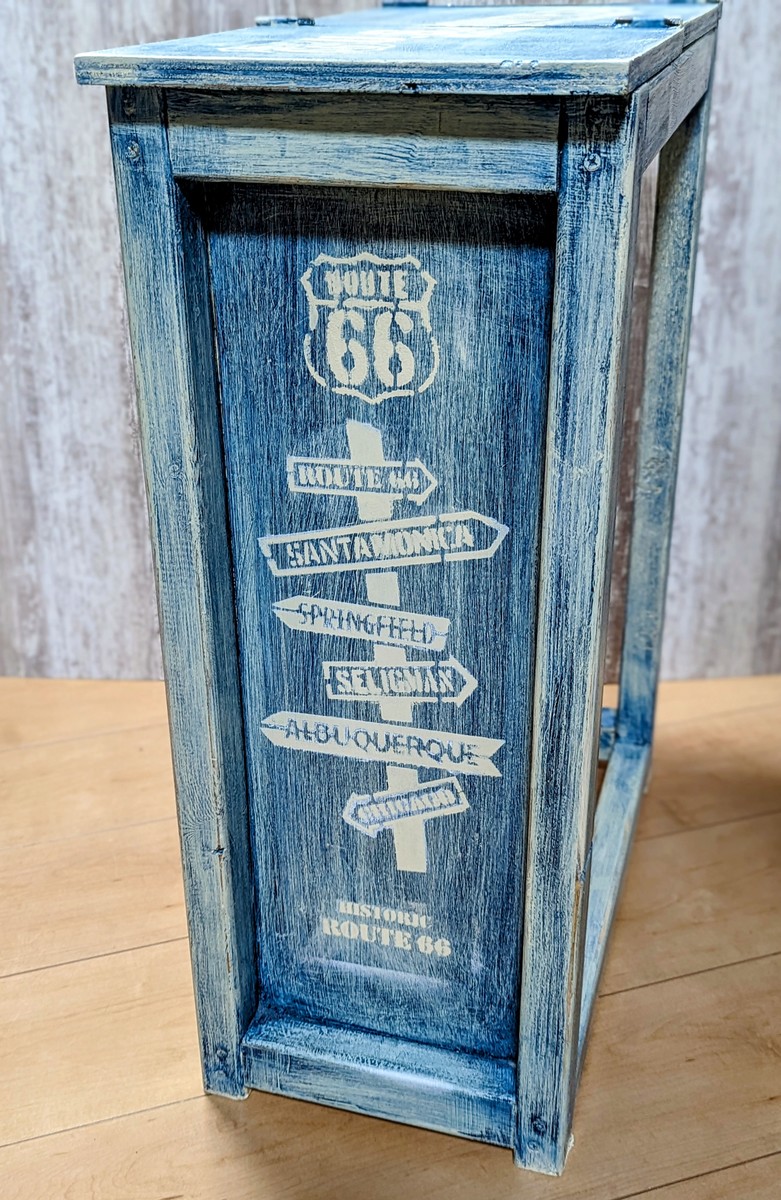 ROUTE
66
ROUTE 66
SANTAMONICA
SPRINGFIELD
SELIGMAN
ALBUQUERQUE
CHICAGO
HISTORIC
ROUTE 66